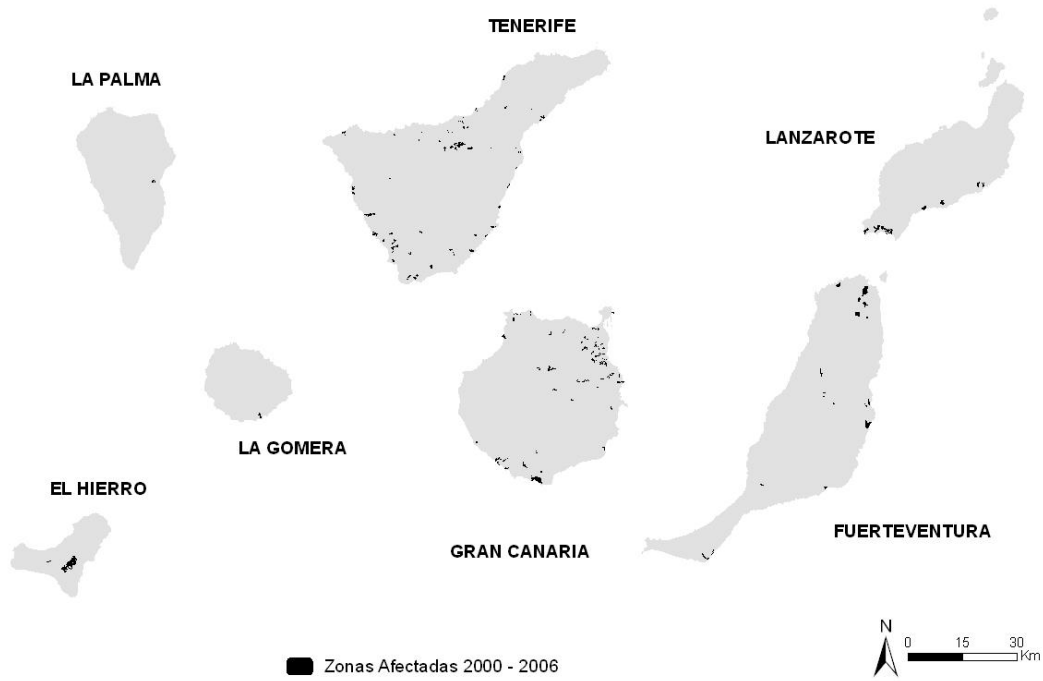 TENERIFE
LA PALMA
LANZAROTE
LA GOMERA
EL HIERRO
GRAN CANARIA
FUERTEVENTURA
N
0 15 30
Km
Zonas Afectadas 2000 - 2006